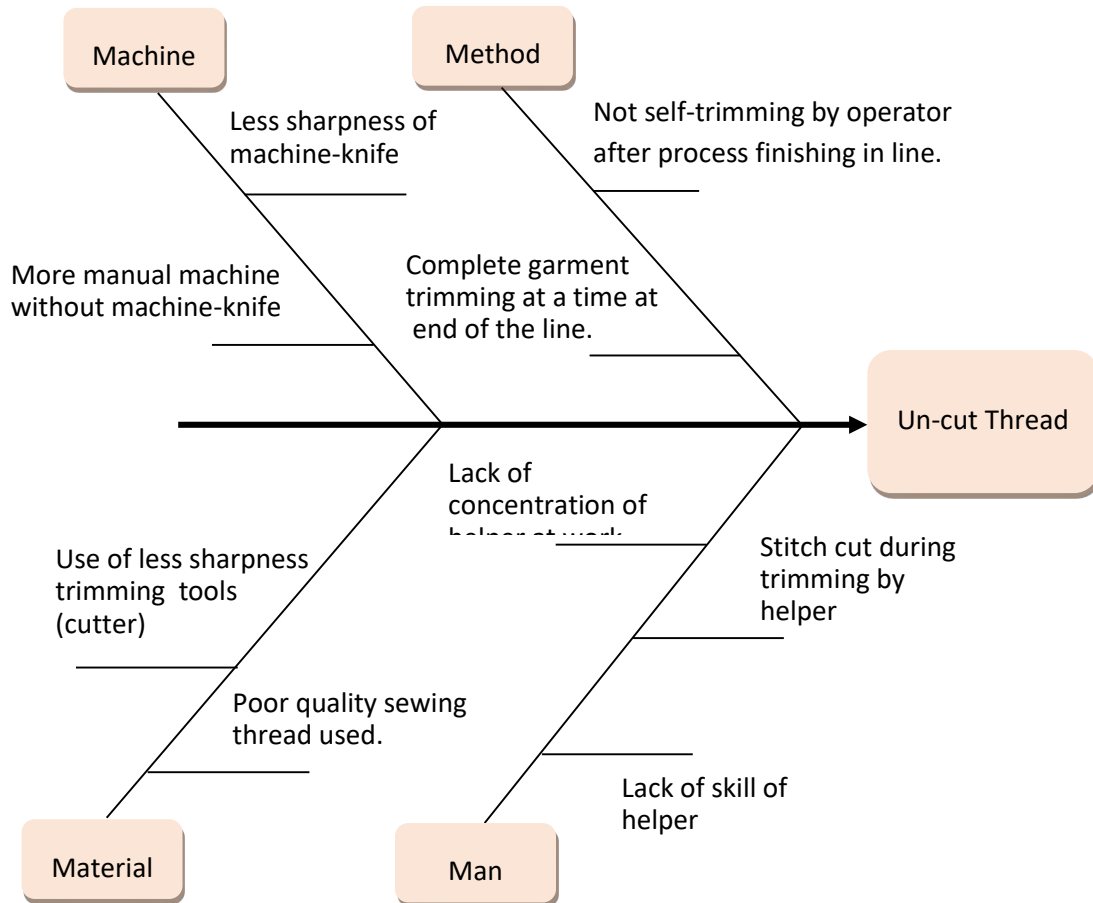 Machine
Method
Less sharpness of
machine-knife
Not self-trimming by operator
after process finishing in line.
More manual machine
without machine-knife
Complete garment
trimming at a time at
end of the line.
Un-cut Thread
Lack of
concentration of
helper at work
Use of less sharpness
trimming tools
(cutter)
Stitch cut during
trimming by
helper
Poor quality sewing
thread used.
Lack of skill of
helper
Material
Man